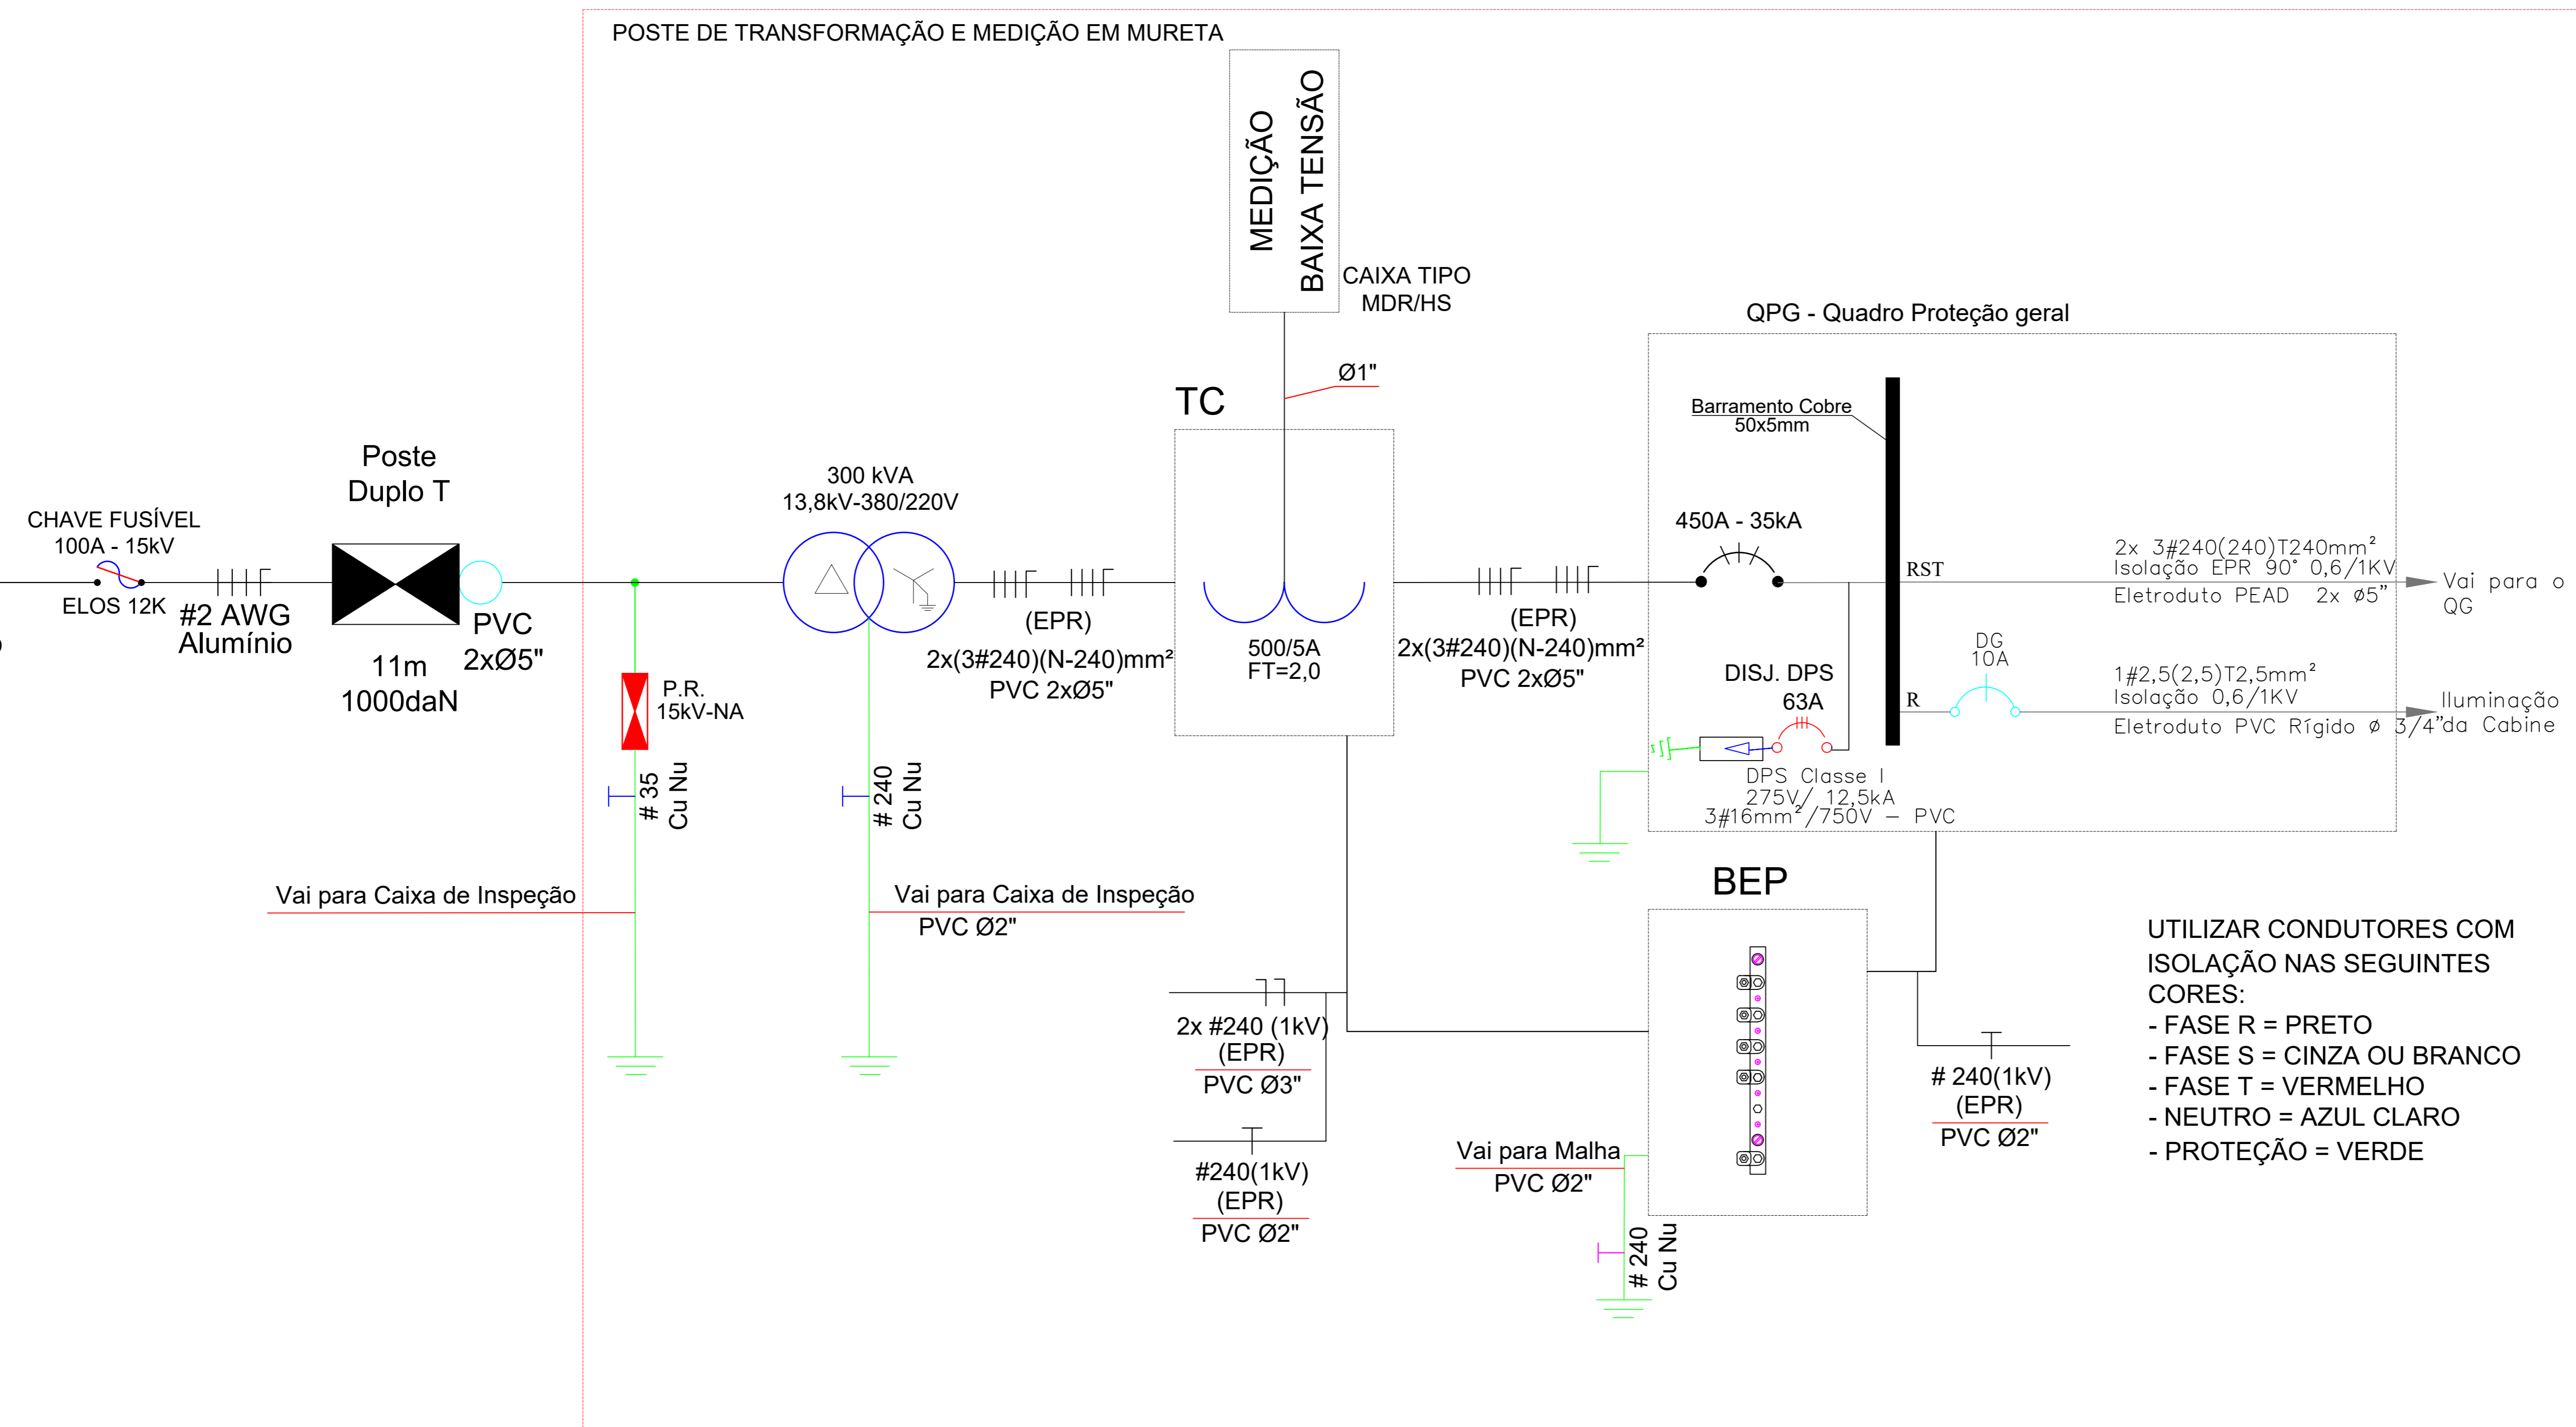 POSTE DE TRANSFORMAÇÃO E MEDIÇÃO EM MURETA
MEDIÇÃO
BAIXA TENSÃO
CAIXA TIPO
MDR/HS
Ø1"
TC
500/5A
FT=2,0
Poste
Duplo T
11m
1000daN
CHAVE FUSÍVEL
100A - 15kV
ELOS 12K
#2 AWG
Alumínio
PVC
2xØ5"
P.R.
15kV-NA
# 35
Cu Nu
Vai para Caixa de Inspeção
300 kVA
13,8kV-380/220V
# 240
Cu Nu
Vai para Caixa de Inspeção
PVC Ø2"
(EPR)
2x(3#240)(N-240)mm²
PVC 2xØ5"
(EPR)
2x(3#240)(N-240)mm²
PVC 2xØ5"
QPG - Quadro Proteção geral
Barramento Cobre
50x5mm
450A - 35kA
DISJ. DPS
63A
DPS Classe I
275V/ 12,5kA
3#16mm²/750V – PVC
RST
2x 3#240(240)T240mm²
Isolação EPR 90° 0,6/1KV
Eletroduto PEAD 2x ø5"
Vai para o
QG
R
DG
10A
1#2,5(2,5)T2,5mm²
Isolação 0,6/1KV
Eletroduto PVC Rígido ø 3/4"
Iluminação
da Cabine
BEP
2x #240 (1kV)
(EPR)
PVC Ø3"
#240(1kV)
(EPR)
PVC Ø2"
Vai para Malha
PVC Ø2"
# 240
Cu Nu
# 240(1kV)
(EPR)
PVC Ø2"
UTILIZAR CONDUTORES COM
ISOLAÇÃO NAS SEGUINTES
CORES:
- FASE R = PRETO
- FASE S = CINZA OU BRANCO
- FASE T = VERMELHO
- NEUTRO = AZUL CLARO
- PROTEÇÃO = VERDE